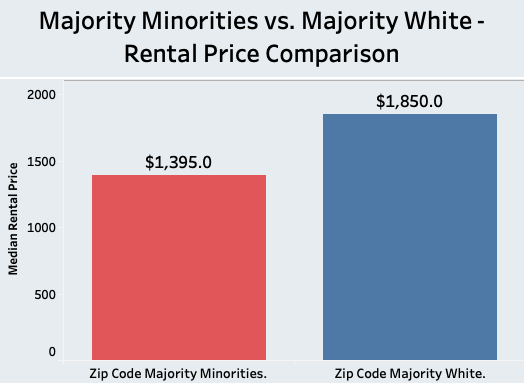 Majority Minorities vs. Majority White -
Rental Price Comparison
2000
$1,850.0
1500
$1,395.0
Median Rental Price
1000
500
0
Zip Code Majority Minorities.
Zip Code Majority White.